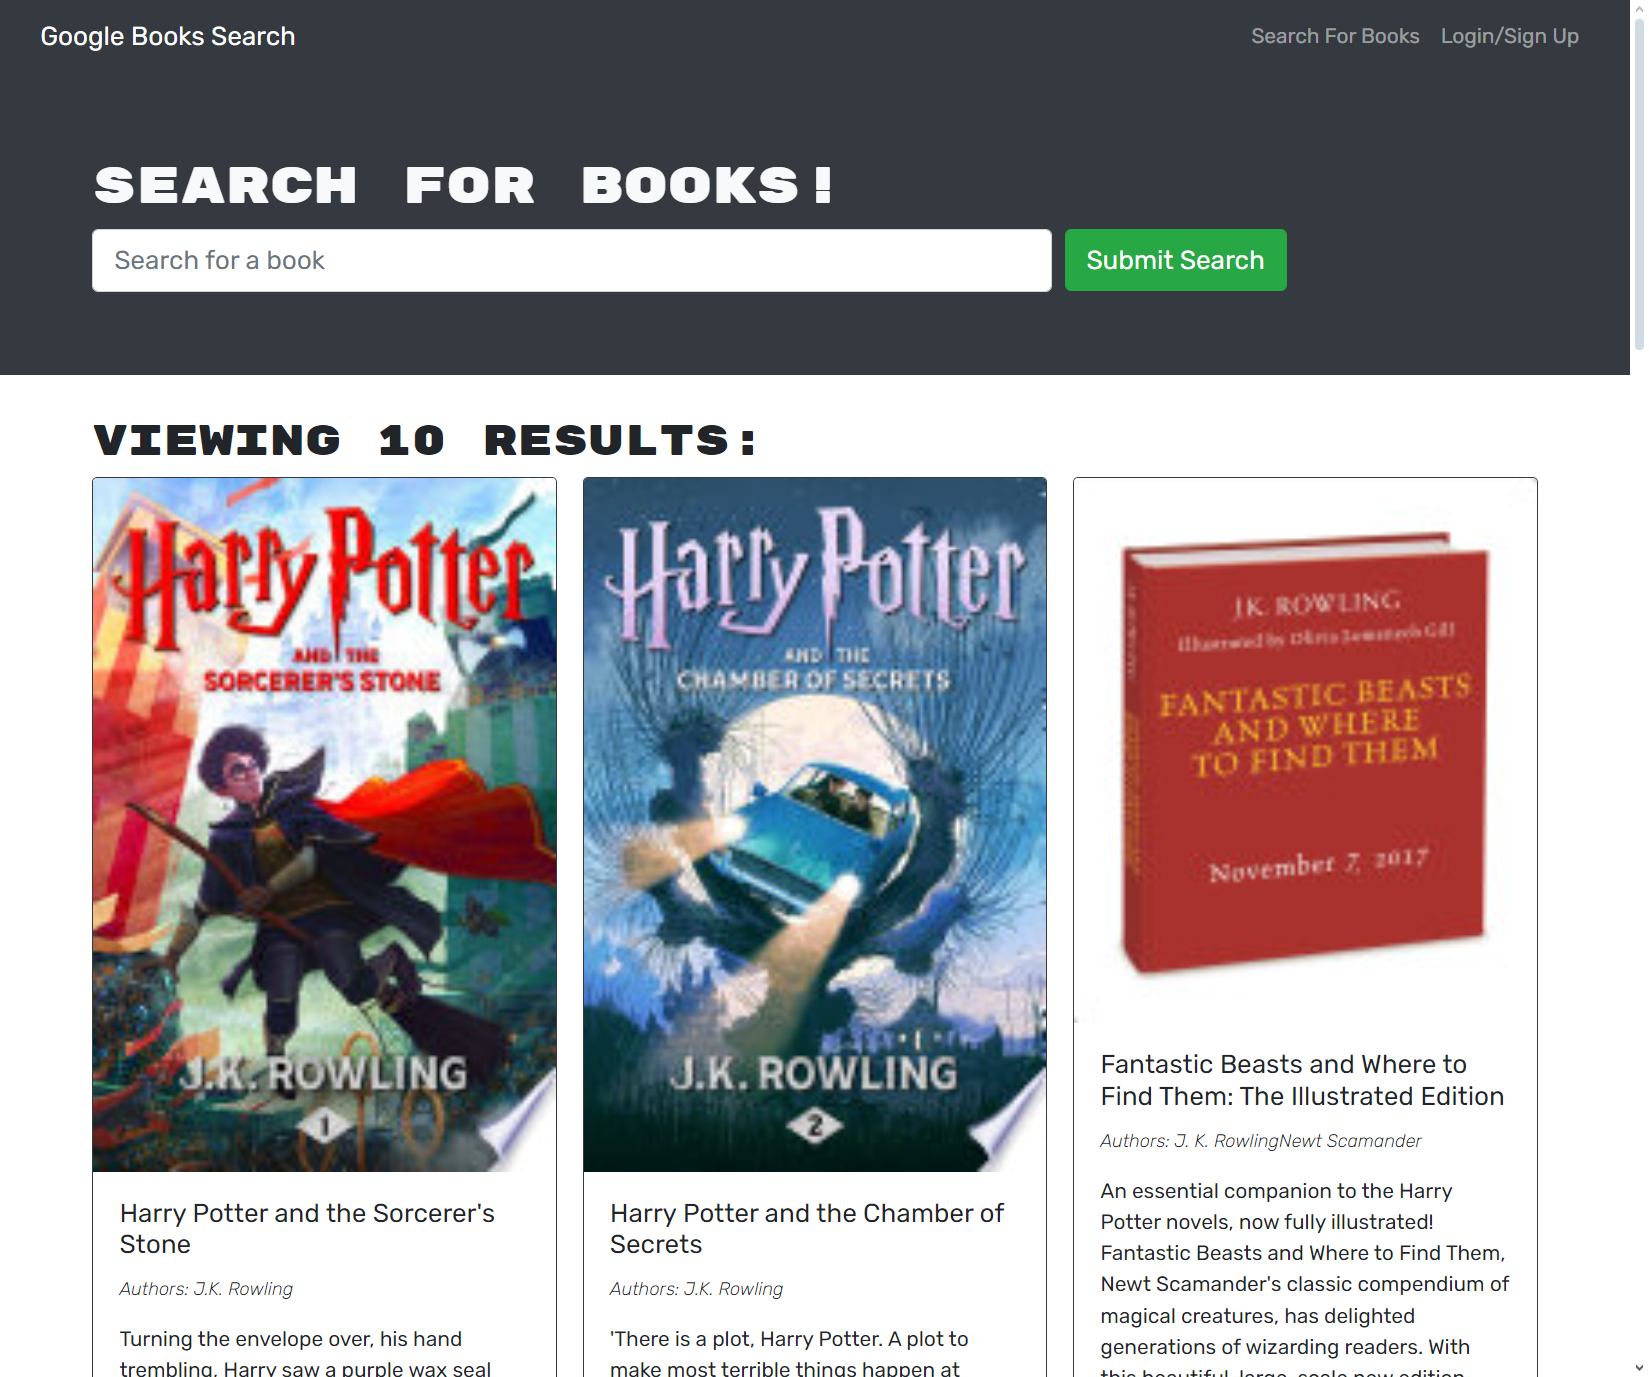 Google Books Search
Search For Books
Login/Sign Up
SEARCH FOR BOOKS!
Search for a book
Submit Search
VIEWING 10 RESULTS:
Harry Potter
AND THE
SORCERER'S STONE
J.K. ROWLING
1
Harry Potter and the Sorcerer's
Stone
Authors: J.K. Rowling
Turning the envelope over, his hand
trembling, Harry saw a purple wax seal
Harry Potter
AND THE
CHAMBER OF SECRETS
J.K. ROWLING
2
Harry Potter and the Chamber of
Secrets
Authors: J.K. Rowling
'There is a plot, Harry Potter. A plot to
make most terrible things happen at
J.K. ROWLING
Illustrated by Olivia Lomenech Gill
FANTASTIC BEASTS
AND WHERE
TO FIND THEM
November 7, 2017
Fantastic Beasts and Where to
Find Them: The Illustrated Edition
Authors: J. K. RowlingNewt Scamander
An essential companion to the Harry
Potter novels, now fully illustrated!
Fantastic Beasts and Where to Find Them,
Newt Scamander's classic compendium of
magical creatures, has delighted
generations of wizarding readers. With
this beautiful, large-scale new edition